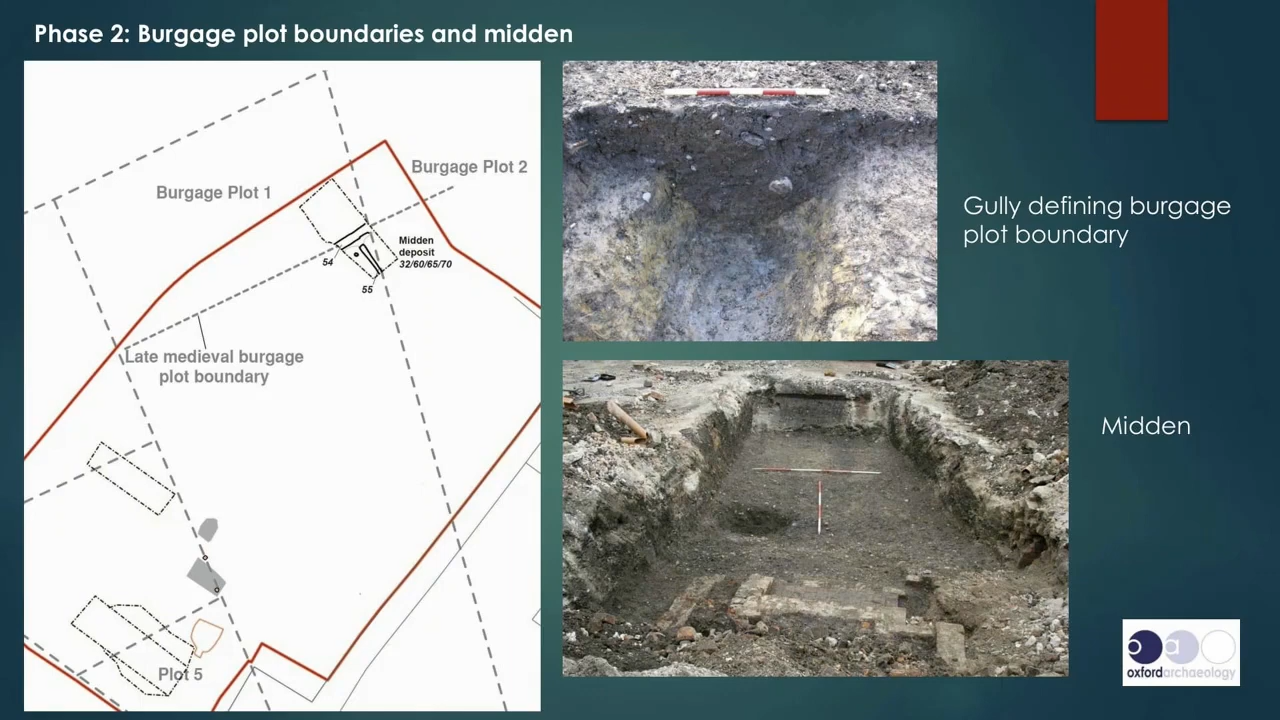 Phase 2: Burgage plot boundaries and midden
Burgage Plot 2
Burgage Plot 1
Midden
deposit
32/60/65/70
54
55
Late medieval burgage
plot boundary
Plot 5
Gully defining burgage
plot boundary
Midden
oa
oxfordarchaeology